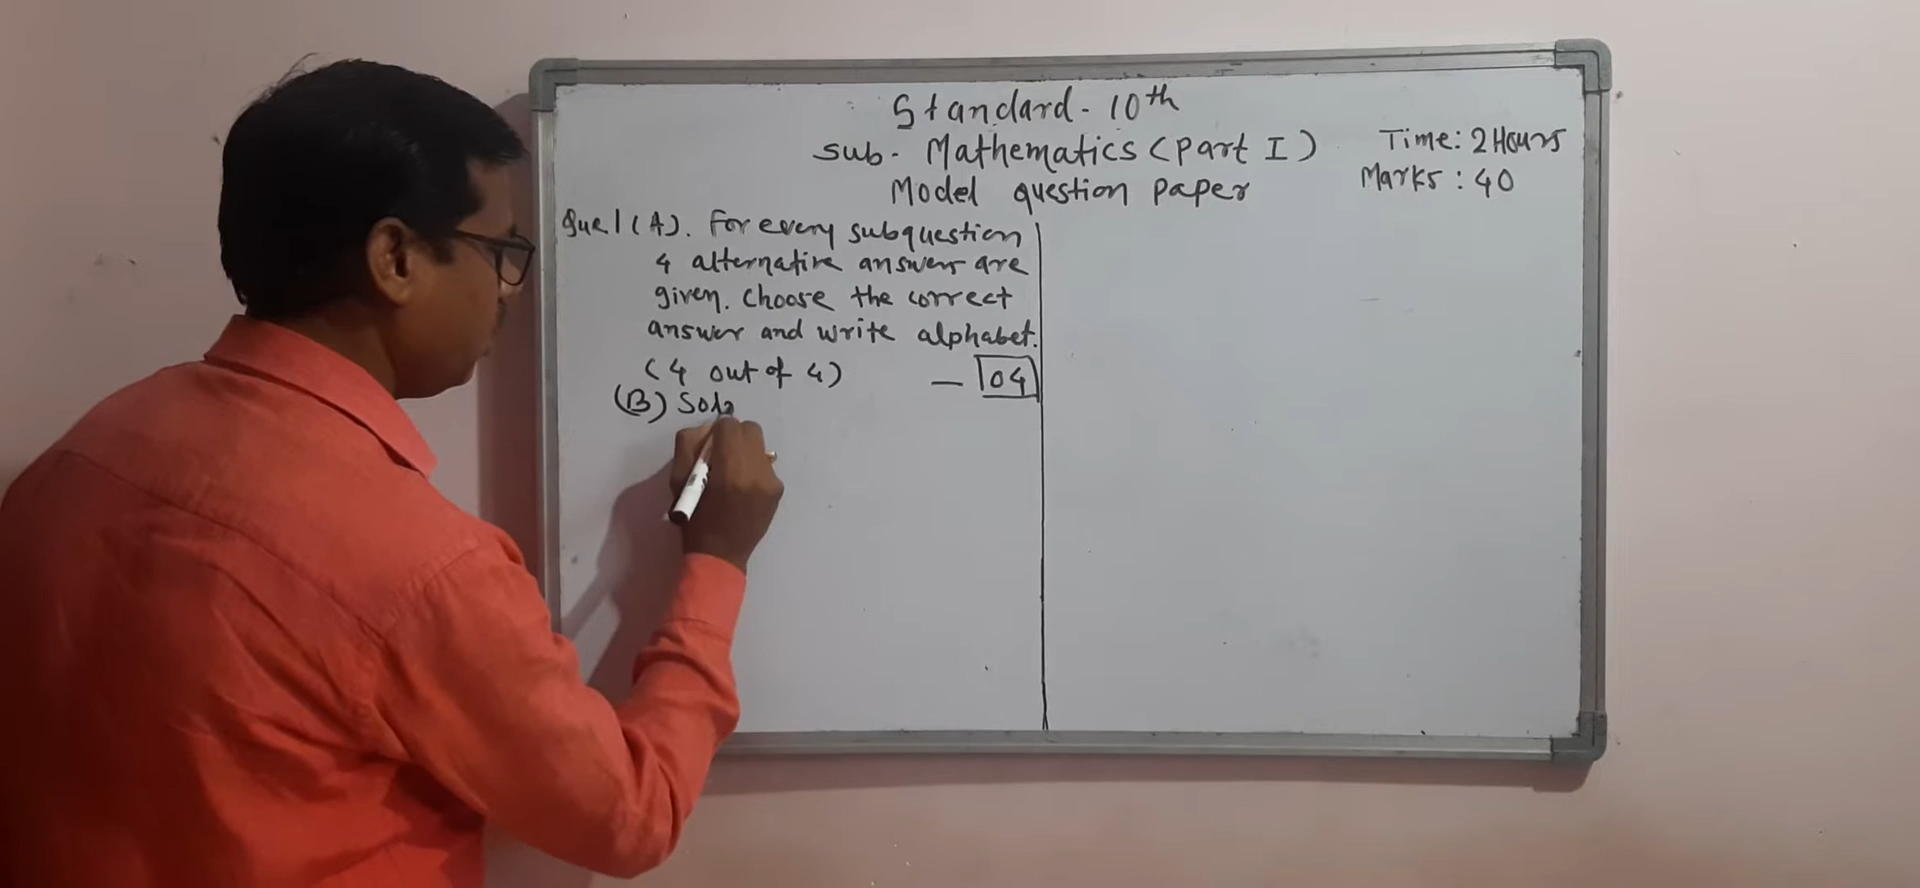 Standard - 10th
Sub - Mathematics (Part I)
Time: 2 Hours
Model question paper
Marks: 40
Que 1 (A). For every subquestion
4 alternative answers are
given. Choose the correct
answer and write alphabet.
(4 out of 4) — 04
(B) Solv